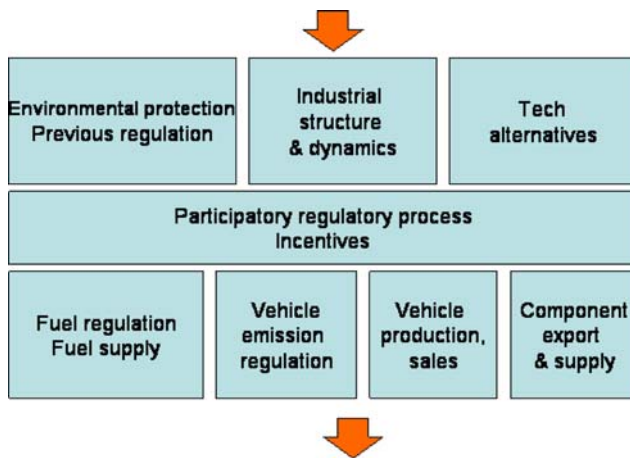 Environmental protection
Previous regulation
Industrial
structure
& dynamics
Tech
alternatives
Participatory regulatory process
Incentives
Fuel regulation
Fuel supply
Vehicle
emission
regulation
Vehicle
production,
sales
Component
export
& supply